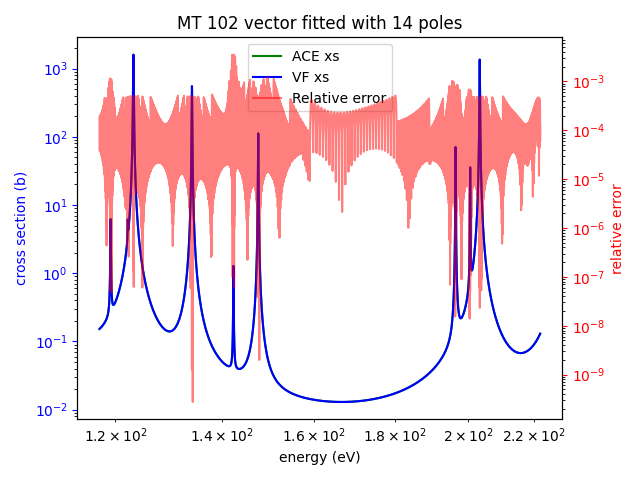 MT 102 vector fitted with 14 poles
ACE xs
VF xs
Relative error
cross section (b)
10³
10²
10¹
10⁰
10⁻¹
10⁻²
10⁻³
10⁻⁴
10⁻⁵
10⁻⁶
10⁻⁷
10⁻⁸
10⁻⁹
relative error
1.2 × 10² 1.4 × 10² 1.6 × 10² 1.8 × 10² 2 × 10² 2.2 × 10²
energy (eV)